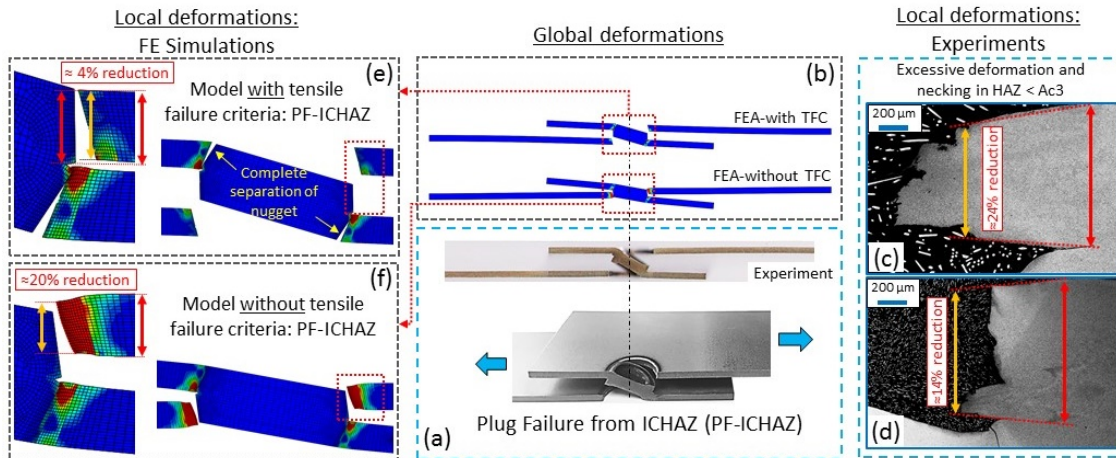 Local deformations:
FE Simulations
≈ 4% reduction
(e)
Model with tensile
failure criteria: PF-ICHAZ
Complete
separation of
nugget
≈20% reduction
(f)
Model without tensile
failure criteria: PF-ICHAZ
Global deformations
(b)
FEA-with TFC
FEA-without TFC
Experiment
(a)
Plug Failure from ICHAZ (PF-ICHAZ)
Local deformations:
Experiments
Excessive deformation and
necking in HAZ < Ac3
200 µm
≈24% reduction
(c)
200 µm
≈14% reduction
(d)